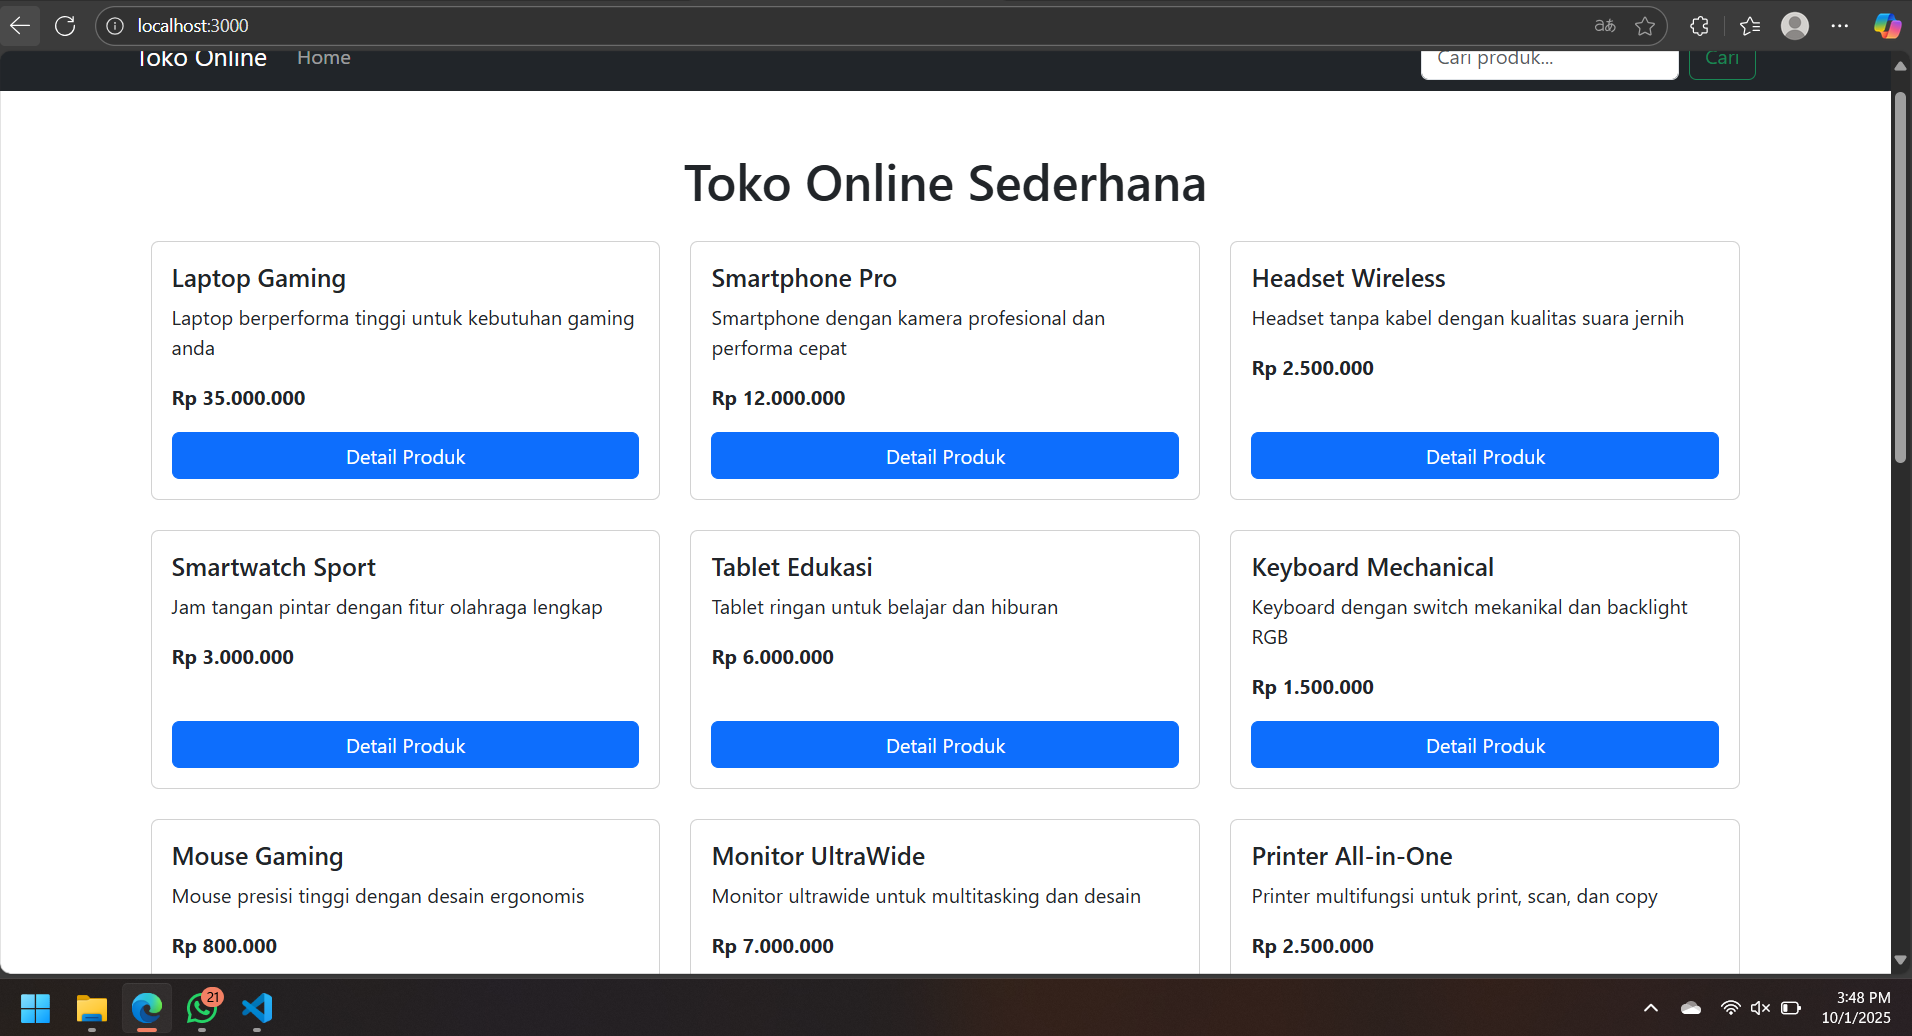 localhost:3000
Toko Online
Home
Cari produk...
Cari
Toko Online Sederhana
Laptop Gaming
Laptop berperforma tinggi untuk kebutuhan gaming
anda
Rp 35.000.000
Detail Produk
Smartphone Pro
Smartphone dengan kamera profesional dan
performa cepat
Rp 12.000.000
Detail Produk
Headset Wireless
Headset tanpa kabel dengan kualitas suara jernih
Rp 2.500.000
Detail Produk
Smartwatch Sport
Jam tangan pintar dengan fitur olahraga lengkap
Rp 3.000.000
Detail Produk
Tablet Edukasi
Tablet ringan untuk belajar dan hiburan
Rp 6.000.000
Detail Produk
Keyboard Mechanical
Keyboard dengan switch mekanikal dan backlight
RGB
Rp 1.500.000
Detail Produk
Mouse Gaming
Mouse presisi tinggi dengan desain ergonomis
Rp 800.000
Monitor UltraWide
Monitor ultrawide untuk multitasking dan desain
Rp 7.000.000
Printer All-in-One
Printer multifungsi untuk print, scan, dan copy
Rp 2.500.000
21
3:48 PM
10/1/2025